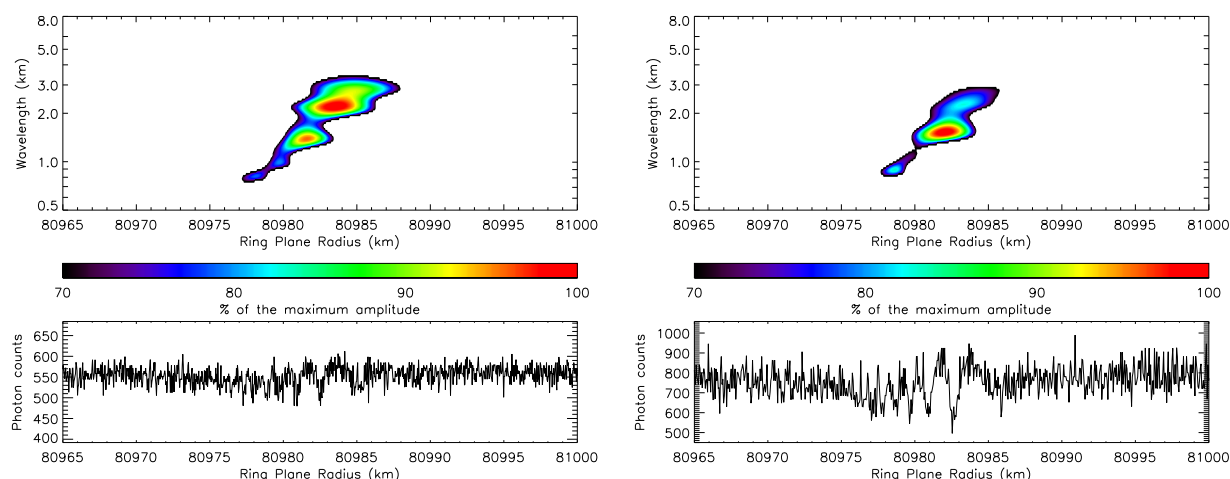 8.0
5.0
3.0
2.0
1.0
0.5
Wavelength (km)
80965 80970 80975 80980 80985 80990 80995 81000
Ring Plane Radius (km)
70 80 90 100
% of the maximum amplitude
650
600
550
500
450
400
Photon counts
80965 80970 80975 80980 80985 80990 80995 81000
Ring Plane Radius (km)
8.0
5.0
3.0
2.0
1.0
0.5
Wavelength (km)
80965 80970 80975 80980 80985 80990 80995 81000
Ring Plane Radius (km)
70 80 90 100
% of the maximum amplitude
1000
900
800
700
600
500
Photon counts
80965 80970 80975 80980 80985 80990 80995 81000
Ring Plane Radius (km)